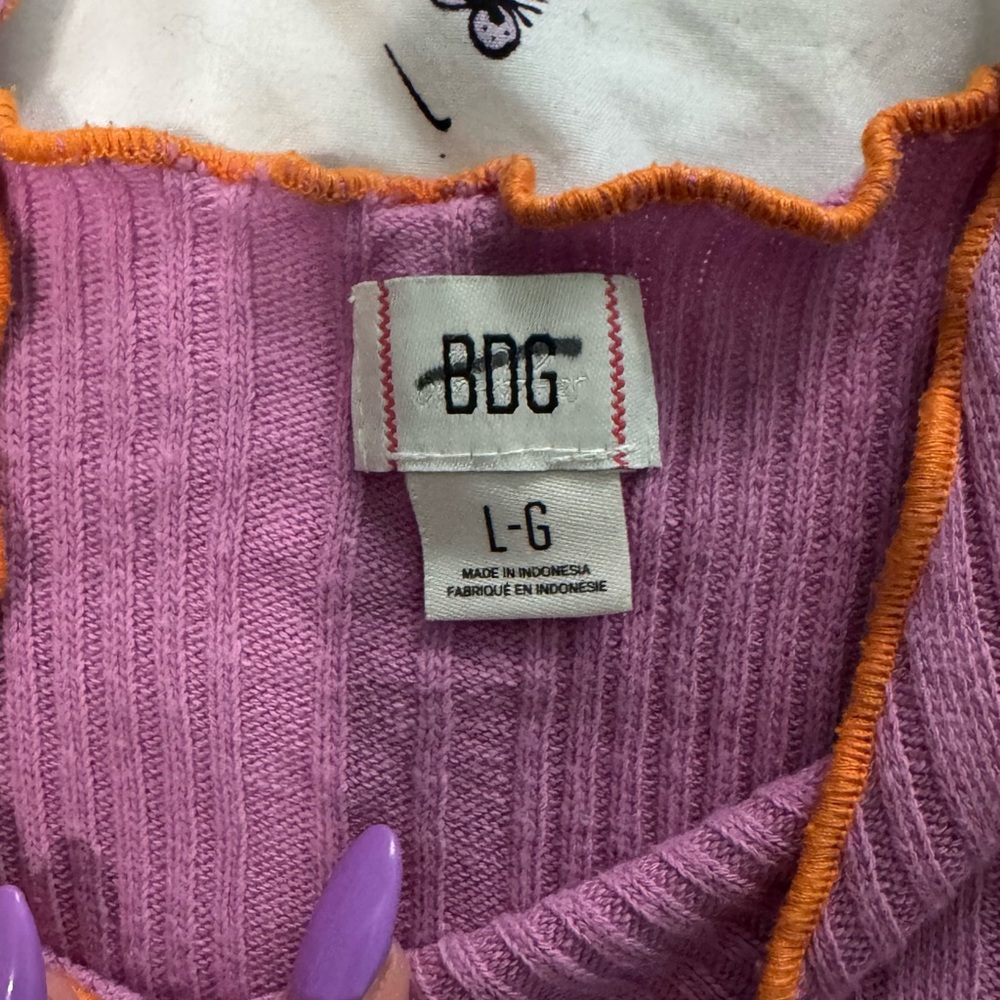 BDG
L-G
MADE IN INDONESIA
FABRIQUÉ EN INDONÉSIE